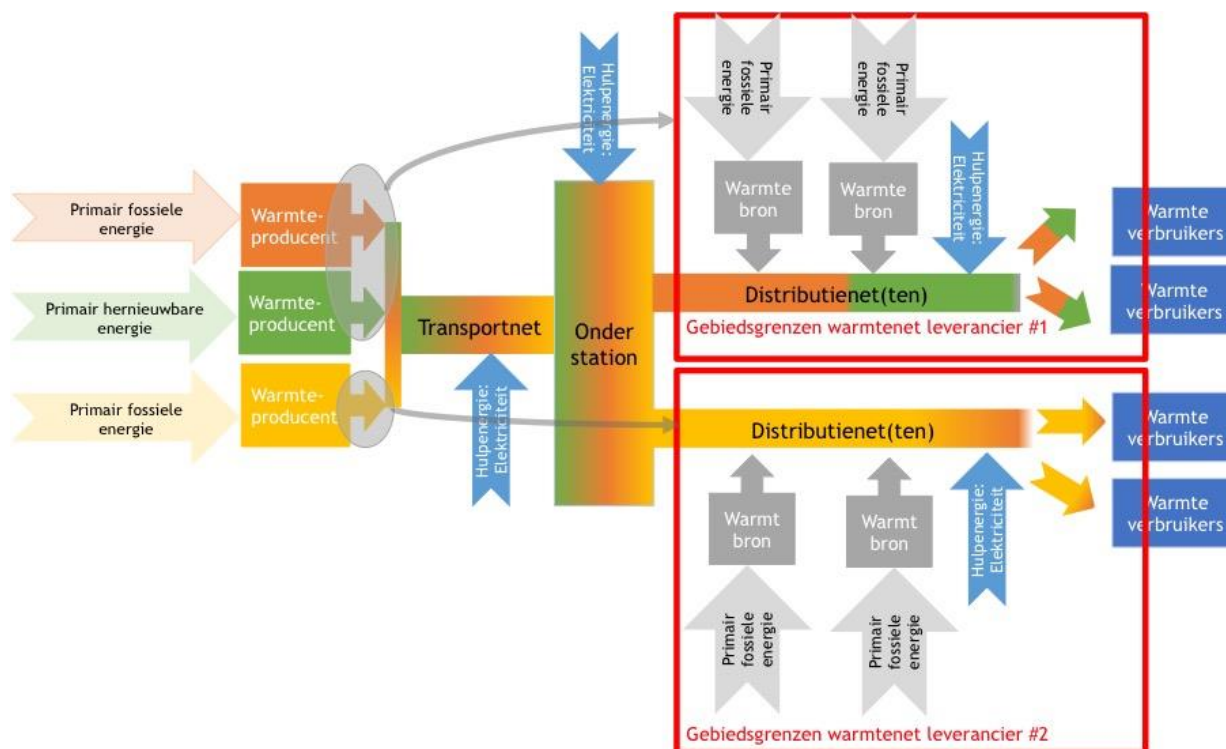 Primair fossiele
energie
Warmte-
producent
Primair hernieuwbare
energie
Warmte-
producent
Primair fossiele
energie
Warmte-
producent
Transportnet
Hulpenergie:
Elektriciteit
Hulpenergie:
Elektriciteit
Onder
station
Primair
fossiele
energie
Primair
fossiele
energie
Warmte
bron
Warmte
bron
Hulpenergie:
Elektriciteit
Distributienet(ten)
Gebiedsgrenzen warmtenet leverancier #1
Warmte
verbruikers
Warmte
verbruikers
Distributienet(ten)
Warmt
bron
Warmt
bron
Hulpenergie:
Elektriciteit
Primair
fossiele
energie
Primair
fossiele
energie
Gebiedsgrenzen warmtenet leverancier #2
Warmte
verbruikers
Warmte
verbruikers